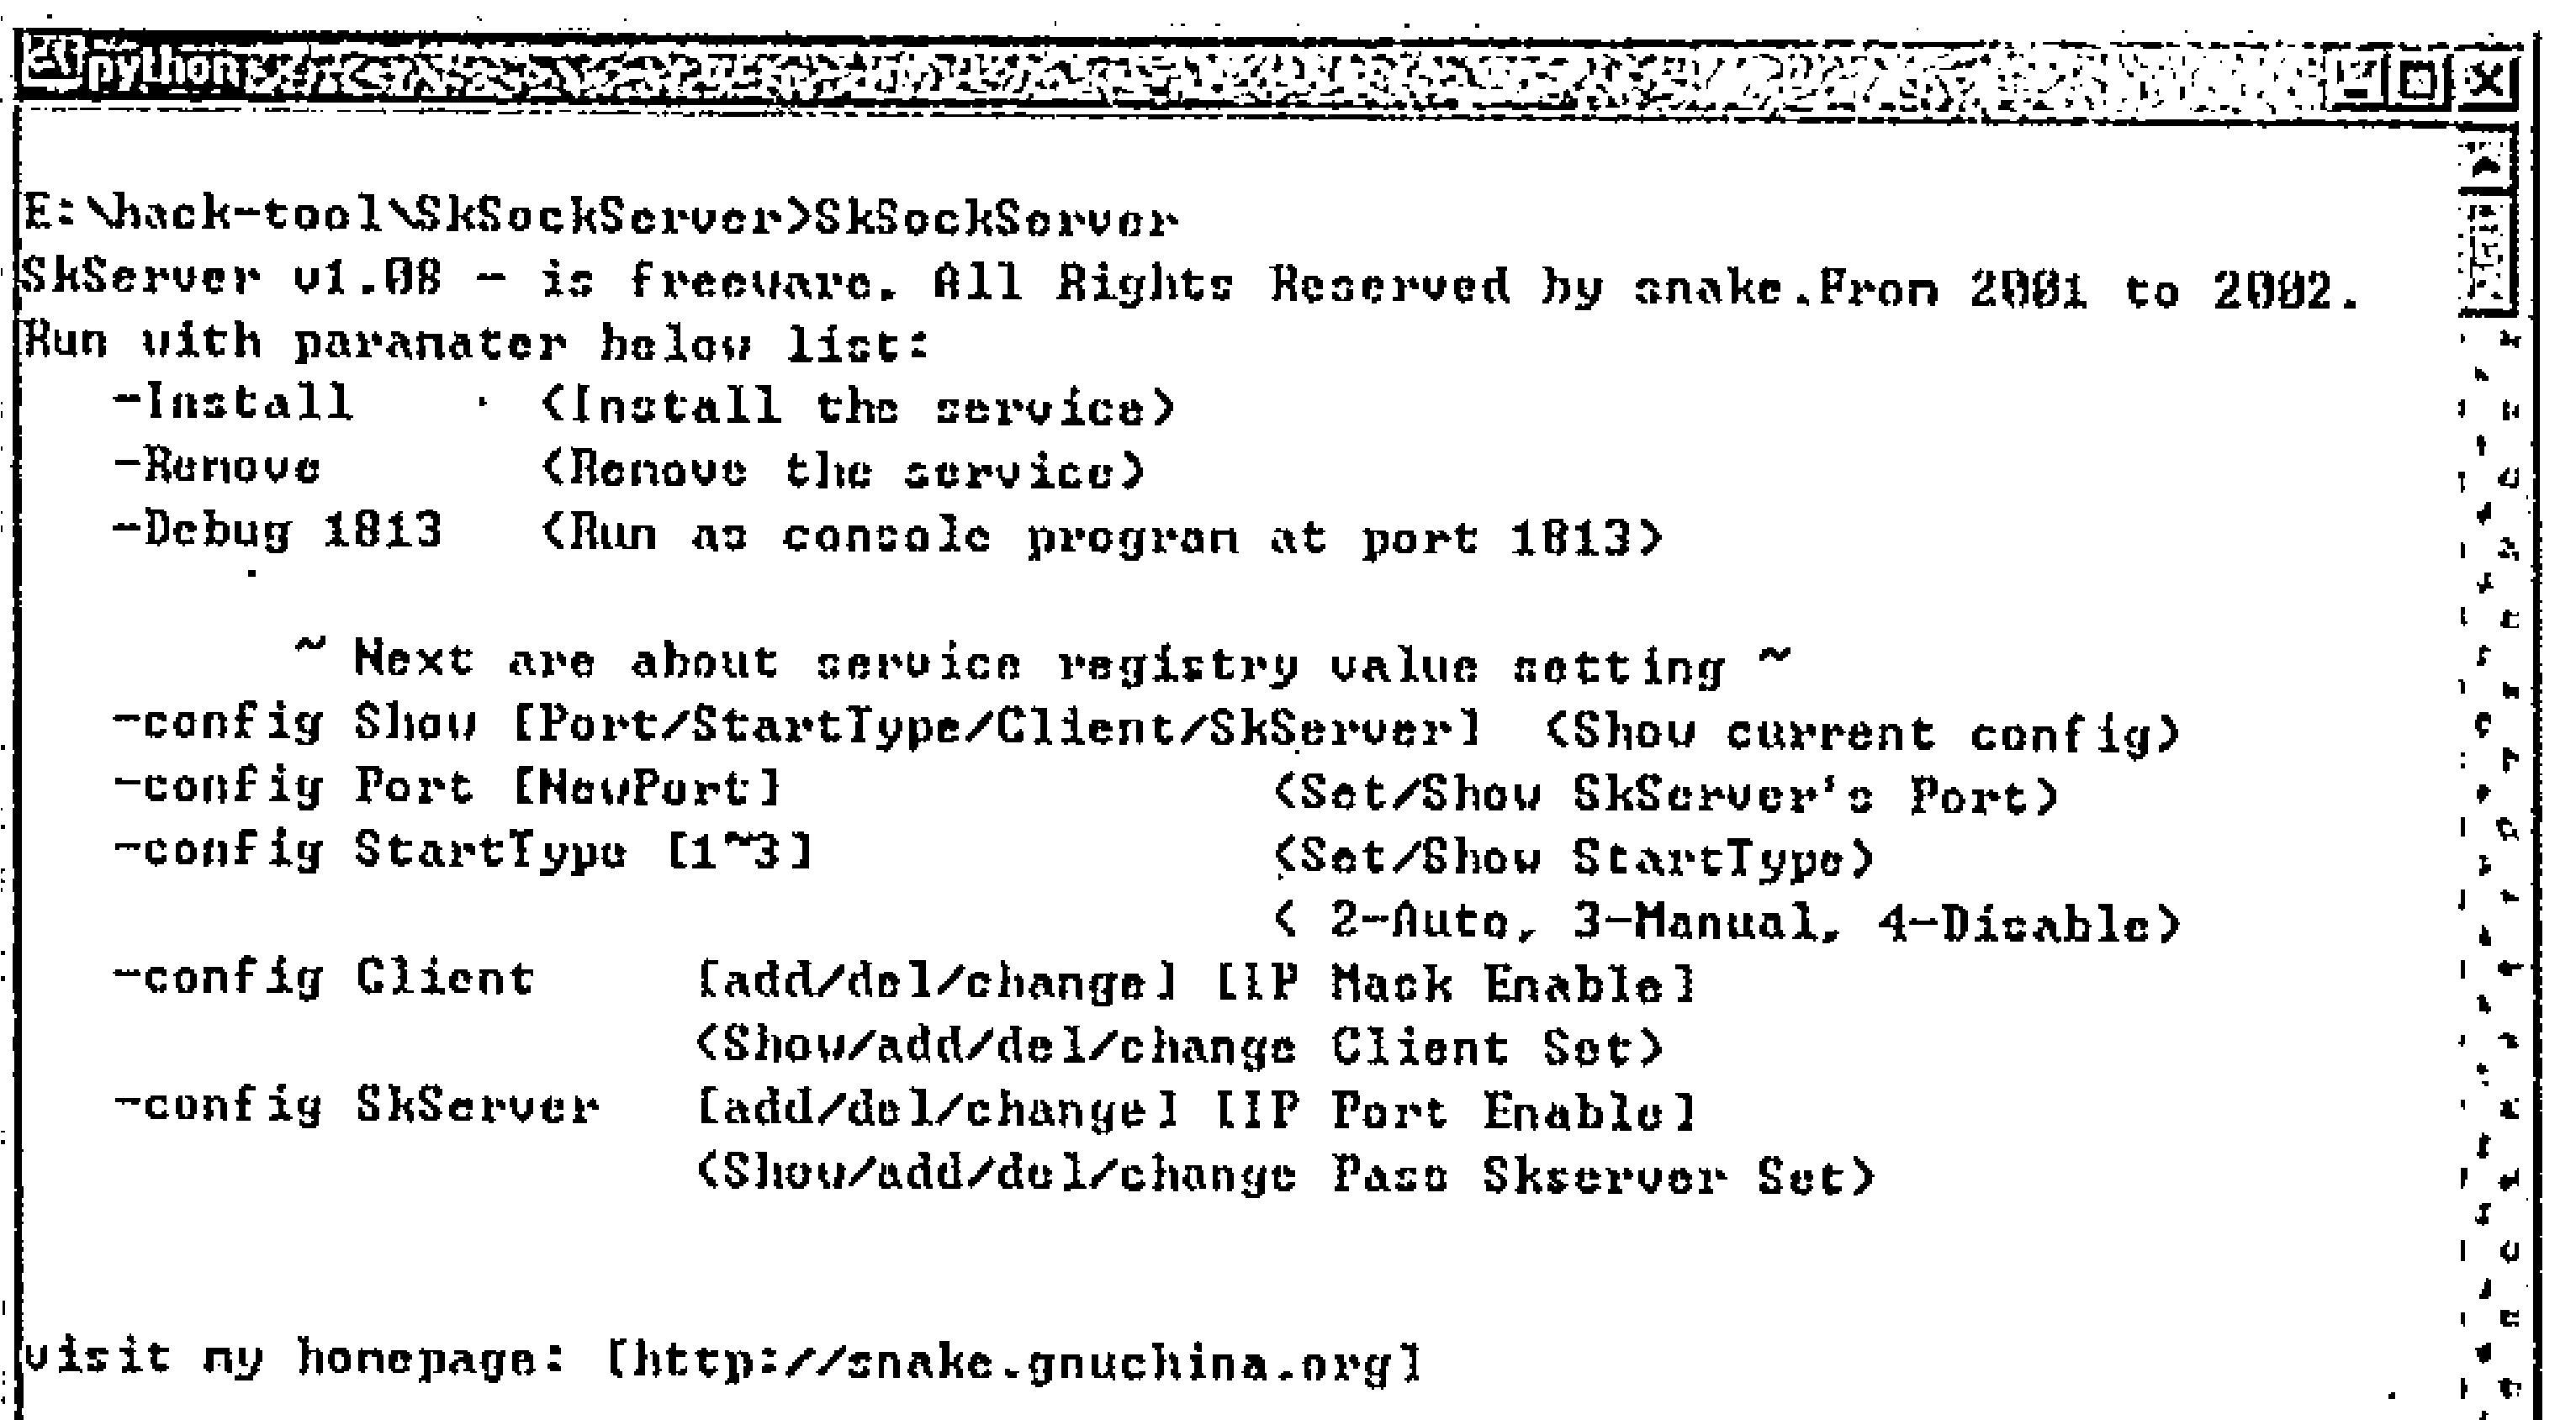 python
E:\hack-tool\SkSockServer>SkSockServer
SkServer v1.08 - is freeware. All Rights Reserved by snake.From 2001 to 2002.
Run with paramater below list:
-Install (Install the service)
-Remove (Remove the service)
-Debug 1813 (Run as console program at port 1813)
~ Next are about service registry value setting ~
-config Show [Port/StartType/Client/SkServer] (Show current config)
-config Port [NewPort] (Set/Show SkServer's Port)
-config StartType [1~3] (Set/Show StartType)
( 2-Auto, 3-Manual, 4-Disable)
-config Client [add/del/change] [IP Mask Enable]
(Show/add/del/change Client Set)
-config SkServer [add/del/change] [IP Port Enable]
(Show/add/del/change Pass Skserver Set)
visit my homepage: [http://snake.gnuchina.org]